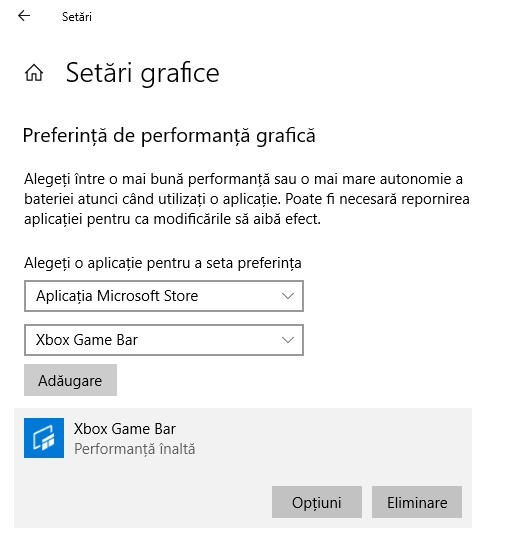 Setări
Setări grafice
Preferință de performanță grafică
Alegeți între o mai bună performanță sau o mai mare autonomie a
bateriei atunci când utilizați o aplicație. Poate fi necesară repornirea
aplicației pentru ca modificările să aibă efect.
Alegeți o aplicație pentru a seta preferința
Aplicația Microsoft Store
Xbox Game Bar
Adăugare
Xbox Game Bar
Performanță înaltă
Opțiuni
Eliminare